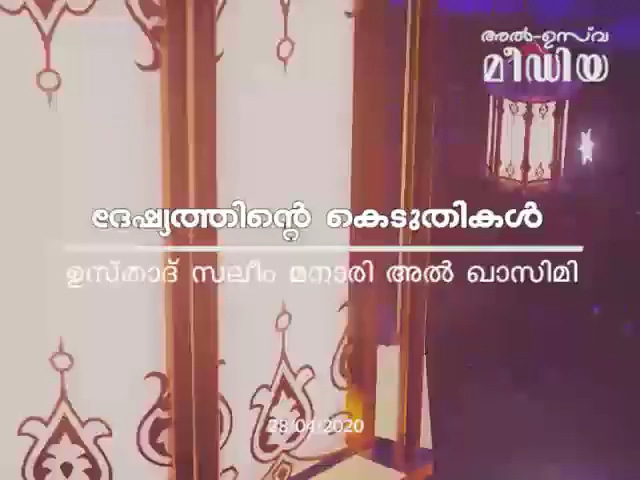 അൽ-ഉസ്‌വ
മീഡിയ
ദേഷ്യത്തിന്റെ കെടുതികൾ
ഉസ്താദ് സലീം മനാരി അൽ ഖാസിമി
28/04/2020